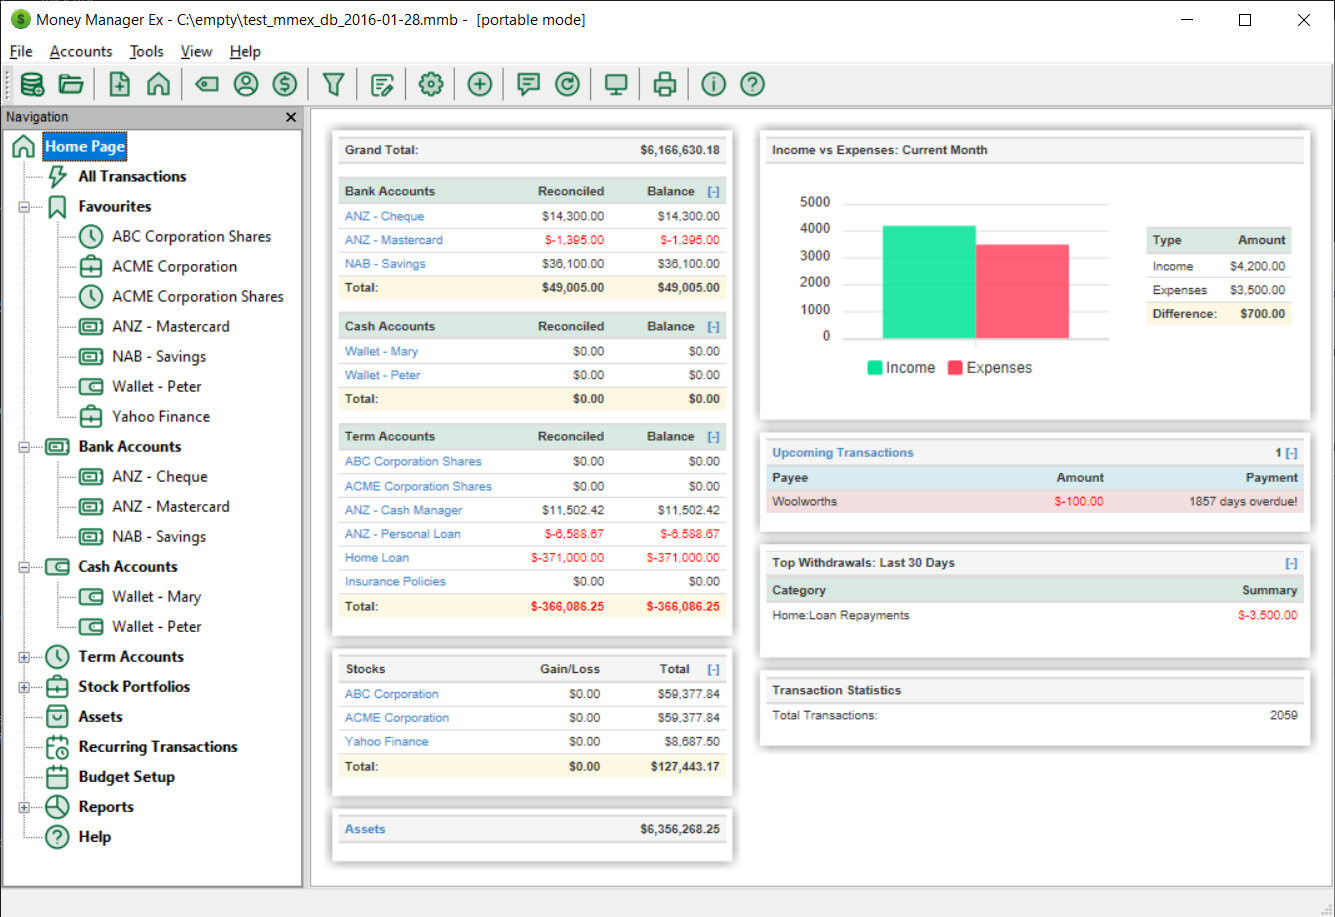 Money Manager Ex - C:\empty\test_mmex_db_2016-01-28.mmb - [portable mode]
File Accounts Tools View Help
Navigation
Home Page
All Transactions
Favourites
ABC Corporation Shares
ACME Corporation
ACME Corporation Shares
ANZ - Mastercard
NAB - Savings
Wallet - Peter
Yahoo Finance
Bank Accounts
ANZ - Cheque
ANZ - Mastercard
NAB - Savings
Cash Accounts
Wallet - Mary
Wallet - Peter
Term Accounts
Stock Portfolios
Assets
Recurring Transactions
Budget Setup
Reports
Help
Grand Total: $6,166,630.18
Bank Accounts Reconciled Balance [-]
ANZ - Cheque $14,300.00 $14,300.00
ANZ - Mastercard $-1,395.00 $-1,395.00
NAB - Savings $36,100.00 $36,100.00
Total: $49,005.00 $49,005.00
Cash Accounts Reconciled Balance [-]
Wallet - Mary $0.00 $0.00
Wallet - Peter $0.00 $0.00
Total: $0.00 $0.00
Term Accounts Reconciled Balance [-]
ABC Corporation Shares $0.00 $0.00
ACME Corporation Shares $0.00 $0.00
ANZ - Cash Manager $11,502.42 $11,502.42
ANZ - Personal Loan $-6,588.67 $-6,588.67
Home Loan $-371,000.00 $-371,000.00
Insurance Policies $0.00 $0.00
Total: $-366,086.25 $-366,086.25
Stocks Gain/Loss Total [-]
ABC Corporation $0.00 $59,377.84
ACME Corporation $0.00 $59,377.84
Yahoo Finance $0.00 $8,687.50
Total: $0.00 $127,443.17
Assets $6,356,268.25
Income vs Expenses: Current Month
5000
4000
3000
2000
1000
0
Income Expenses
Type Amount
Income $4,200.00
Expenses $3,500.00
Difference: $700.00
Upcoming Transactions 1 [-]
Payee Amount Payment
Woolworths $-100.00 1857 days overdue!
Top Withdrawals: Last 30 Days [-]
Category Summary
Home:Loan Repayments $-3,500.00
Transaction Statistics
Total Transactions: 2059